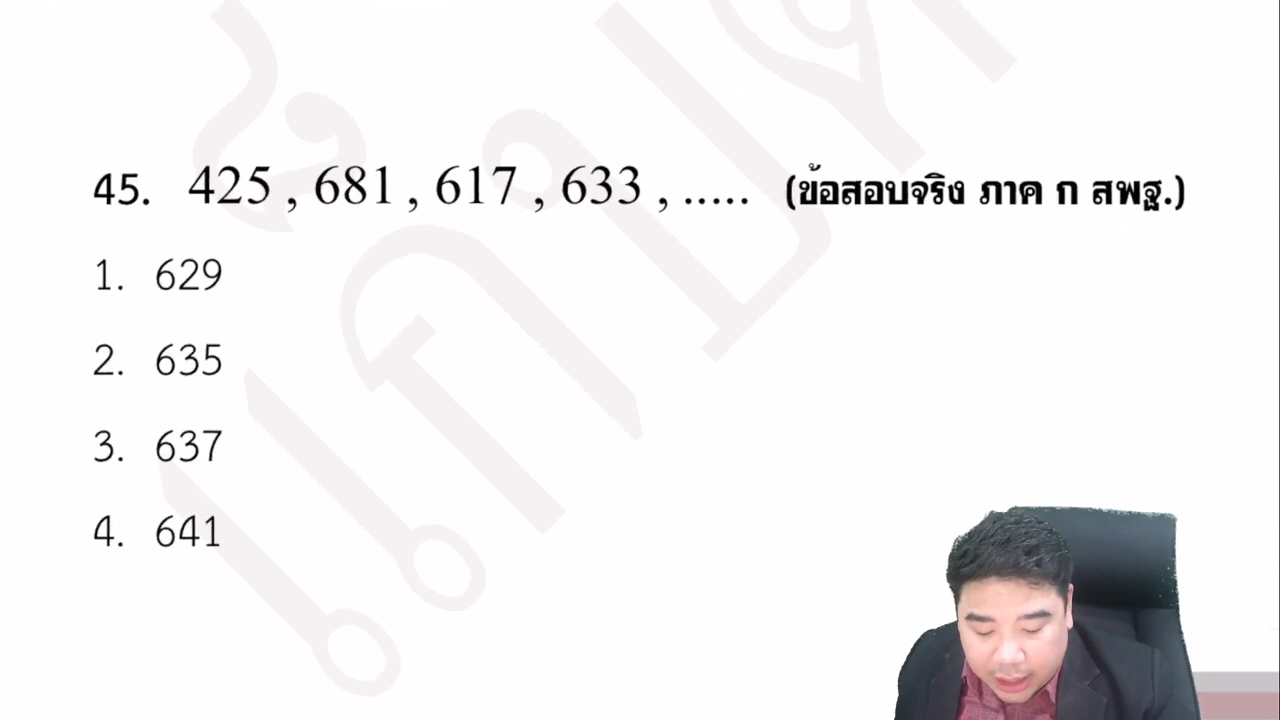 45. 425 , 681 , 617 , 633 , ..... (ข้อสอบจริง ภาค ก สพฐ.)
1. 629
2. 635
3. 637
4. 641